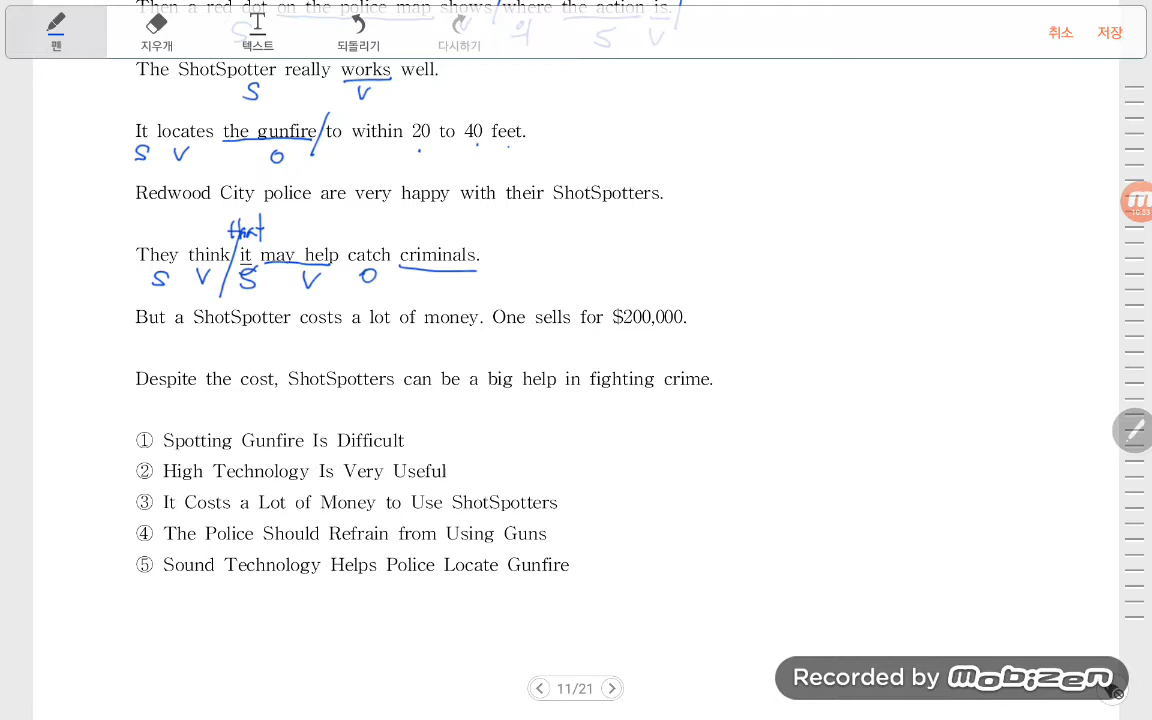 Then a red dot on the police map shows where the action is.
S V 의 S V
펜 지우개 텍스트 되돌리기 다시하기 취소 저장
The ShotSpotter really works well.
S V
It locates the gunfire to within 20 to 40 feet.
S V O
Redwood City police are very happy with their ShotSpotters.
that
They think it may help catch criminals.
S V S V O
But a ShotSpotter costs a lot of money. One sells for $200,000.
Despite the cost, ShotSpotters can be a big help in fighting crime.
① Spotting Gunfire Is Difficult
② High Technology Is Very Useful
③ It Costs a Lot of Money to Use ShotSpotters
④ The Police Should Refrain from Using Guns
⑤ Sound Technology Helps Police Locate Gunfire
11/21
Recorded by mobizen